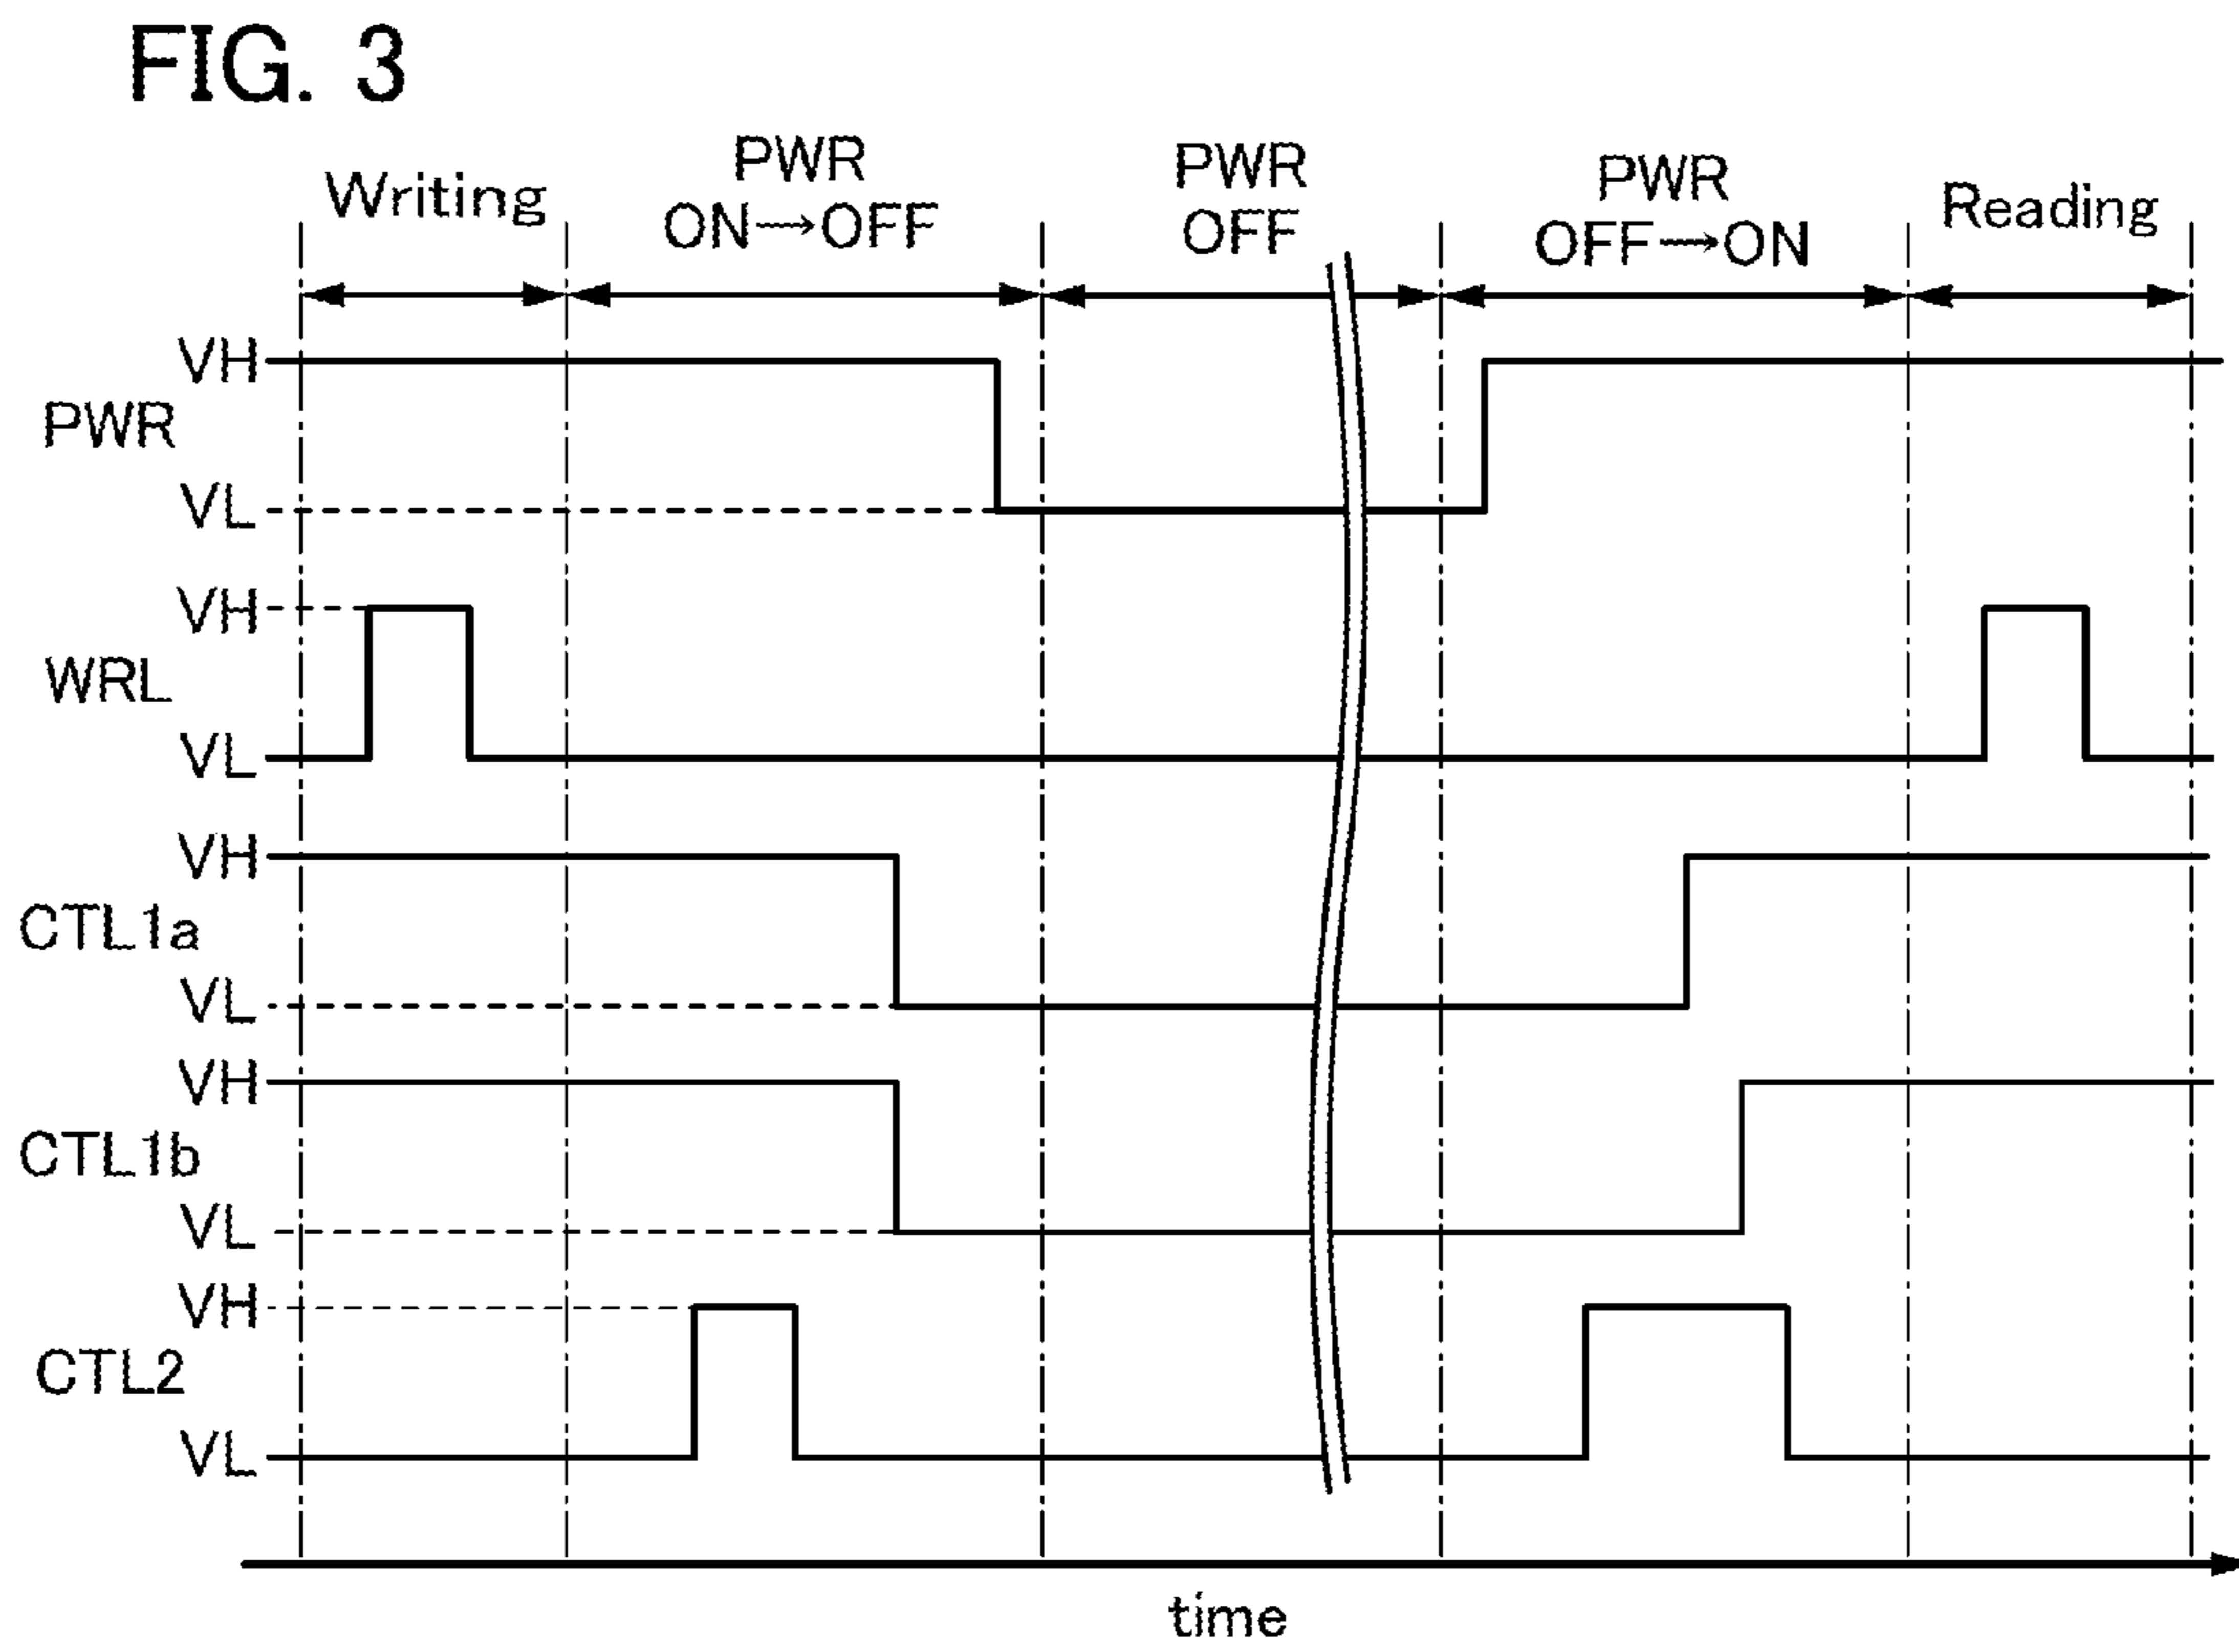 FIG. 3
Writing
PWR
ON→OFF
PWR
OFF
PWR
OFF→ON
Reading
VH
PWR
VL
VH
WRL
VL
VH
CTL1a
VL
VH
CTL1b
VL
VH
CTL2
VL
time